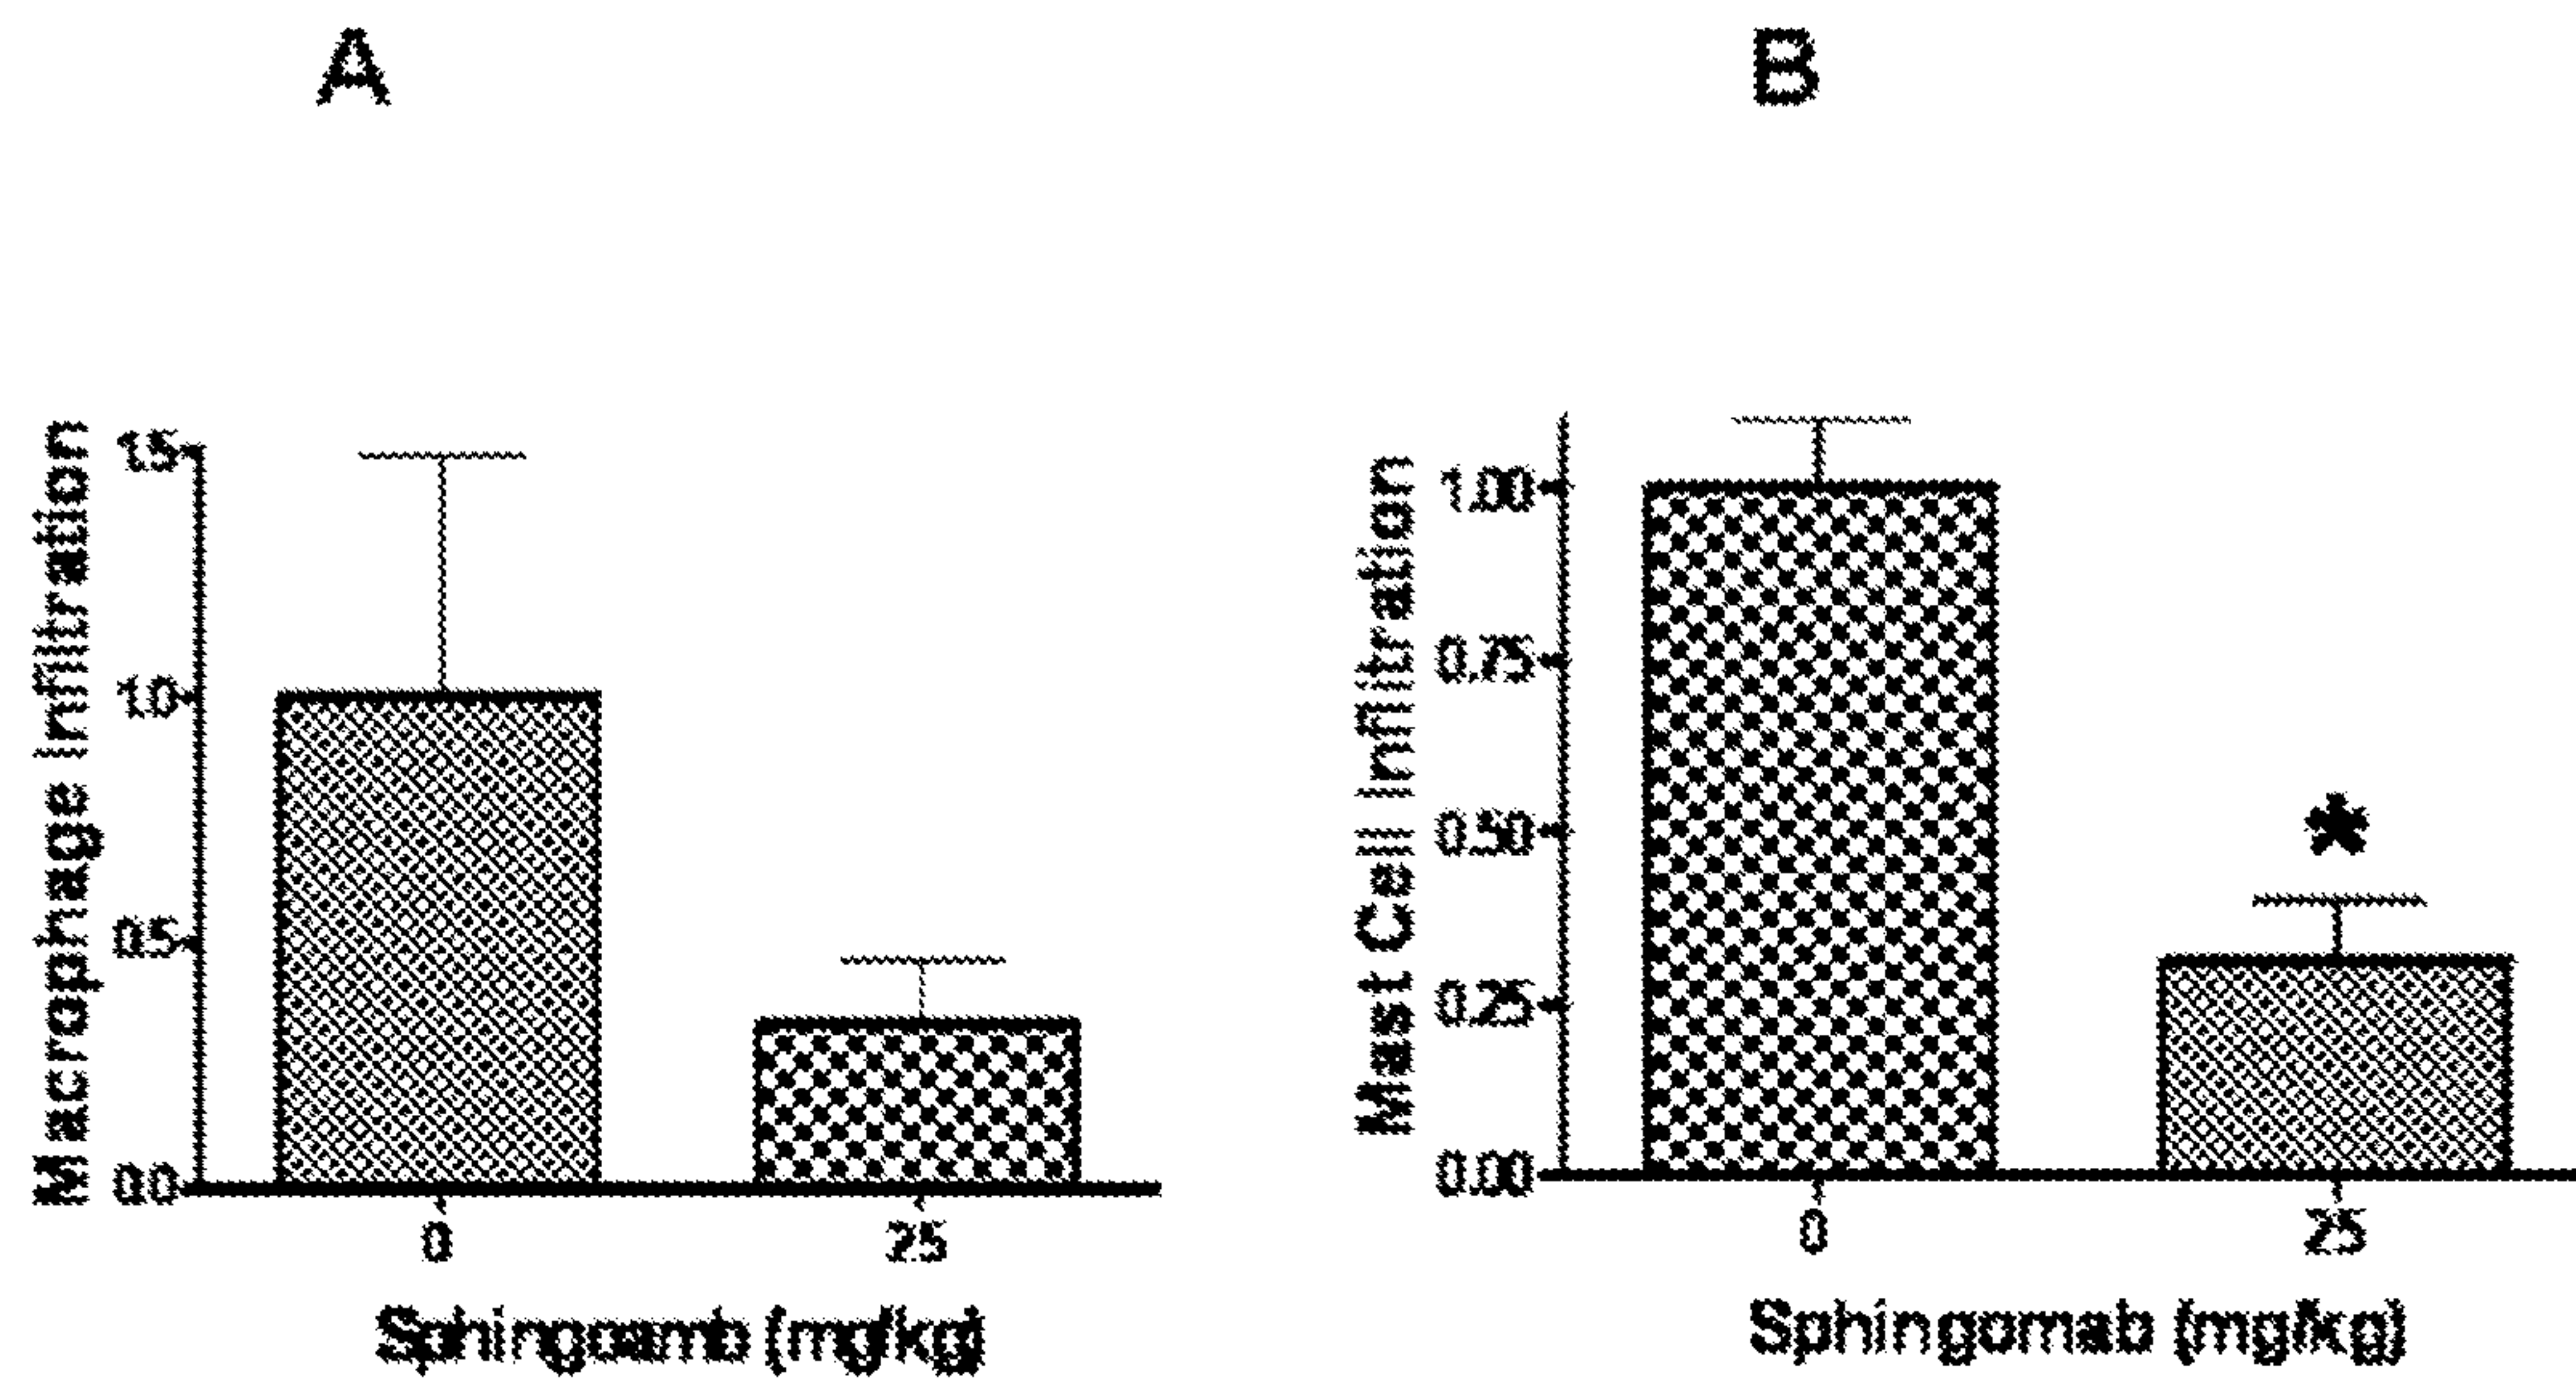 A
B
Macrophage Infiltration
1.5
1.0
0.5
0.0
0
25
Sphingoamb (mg/kg)
Mast Cell Infiltration
1.00
0.75
0.50
0.25
0.00
*
0
25
Sphingomab (mg/kg)